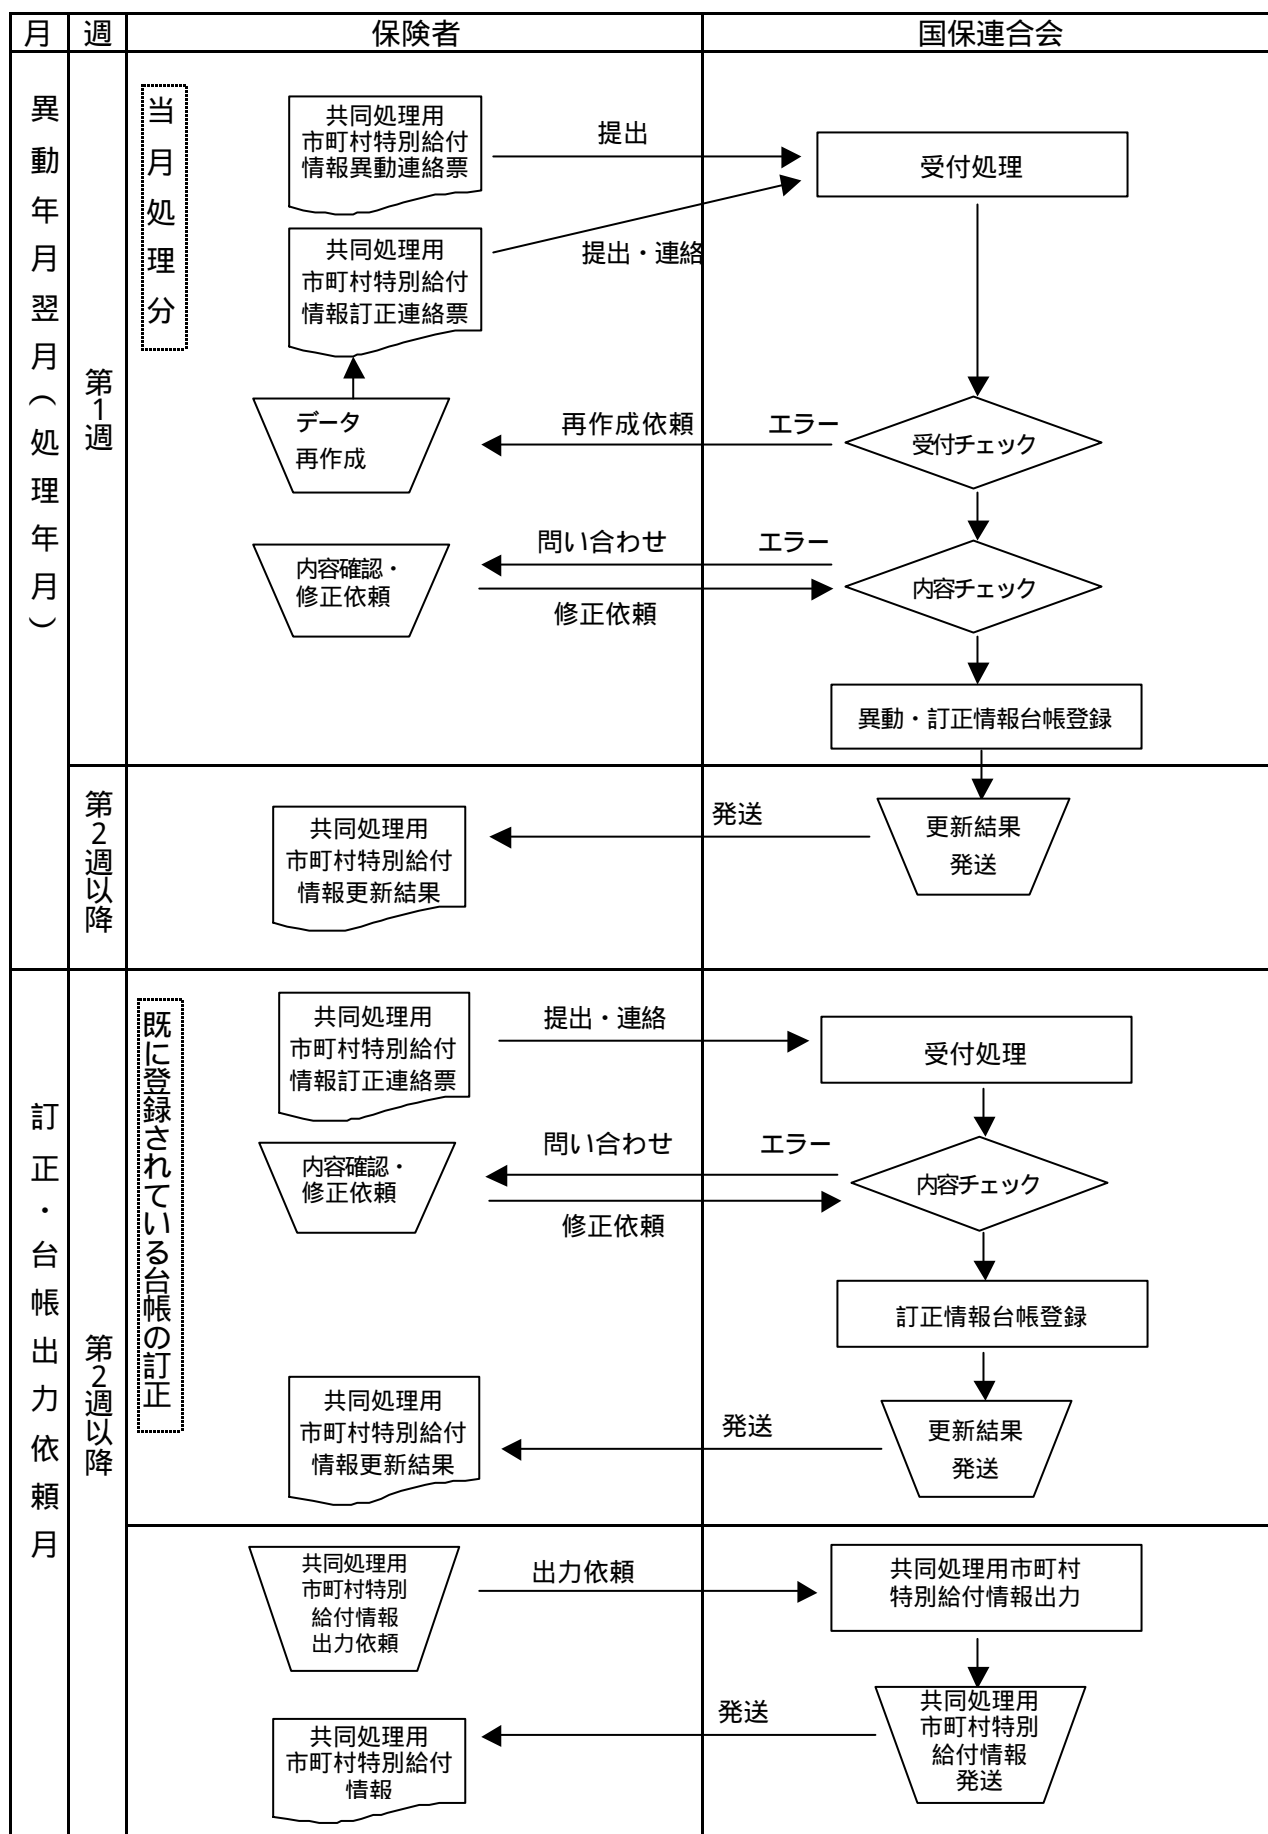 月
週
保険者
国保連合会
異動年月翌月（処理年月）
第1週
当月処理分
共同処理用
市町村特別給付
情報異動連絡票
提出
受付処理
共同処理用
市町村特別給付
情報訂正連絡票
提出・連絡
データ
再作成
再作成依頼
エラー
受付チェック
内容確認・
修正依頼
問い合わせ
エラー
修正依頼
内容チェック
異動・訂正情報台帳登録
第2週以降
共同処理用
市町村特別給付
情報更新結果
発送
更新結果
発送
訂正・台帳出力依頼月
第2週以降
既に登録されている台帳の訂正
共同処理用
市町村特別給付
情報訂正連絡票
提出・連絡
受付処理
内容確認・
修正依頼
問い合わせ
エラー
修正依頼
内容チェック
訂正情報台帳登録
共同処理用
市町村特別給付
情報更新結果
発送
更新結果
発送
共同処理用
市町村特別
給付情報
出力依頼
出力依頼
共同処理用市町村
特別給付情報出力
共同処理用
市町村特別給付
情報
発送
共同処理用
市町村特別
給付情報
発送